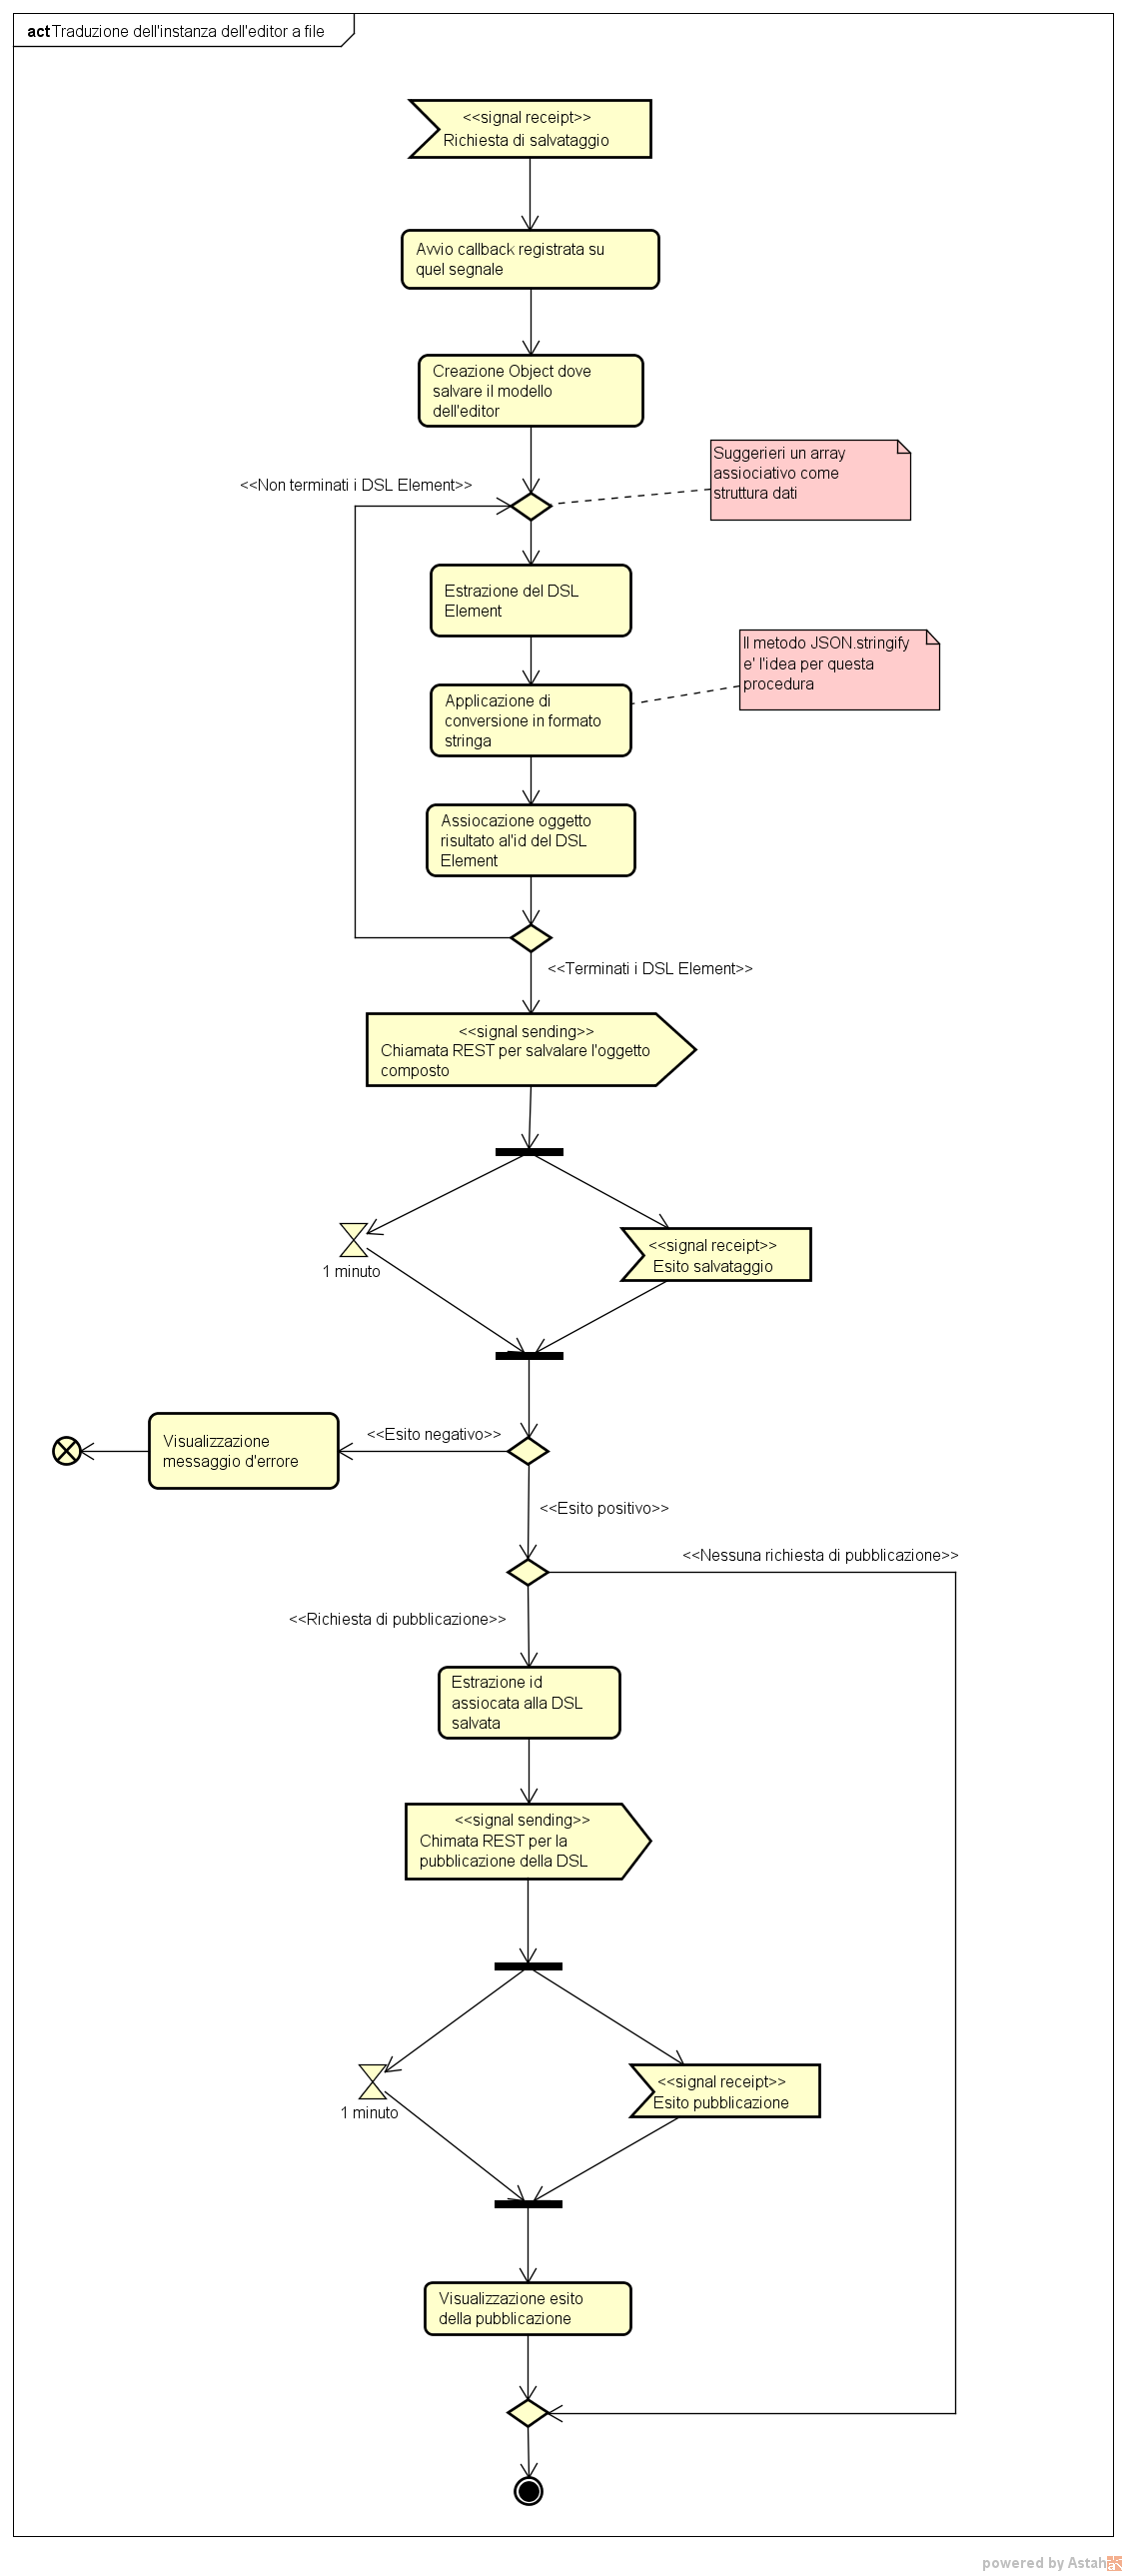 act Traduzione dell'instanza dell'editor a file
<<signal receipt>>
Richiesta di salvataggio
Avvio callback registrata su
quel segnale
Creazione Object dove
salvare il modello
dell'editor
<<Non terminati i DSL Element>>
Suggerieri un array
assiociativo come
struttura dati
Estrazione del DSL
Element
Il metodo JSON.stringify
e' l'idea per questa
procedura
Applicazione di
conversione in formato
stringa
Assiocazione oggetto
risultato al'id del DSL
Element
<<Terminati i DSL Element>>
<<signal sending>>
Chiamata REST per salvalare l'oggetto
composto
<<signal receipt>>
Esito salvataggio
1 minuto
<<Esito negativo>>
Visualizzazione
messaggio d'errore
<<Esito positivo>>
<<Nessuna richiesta di pubblicazione>>
<<Richiesta di pubblicazione>>
Estrazione id
assiocata alla DSL
salvata
<<signal sending>>
Chimata REST per la
pubblicazione della DSL
<<signal receipt>>
Esito pubblicazione
1 minuto
Visualizzazione esito
della pubblicazione
powered by Astah